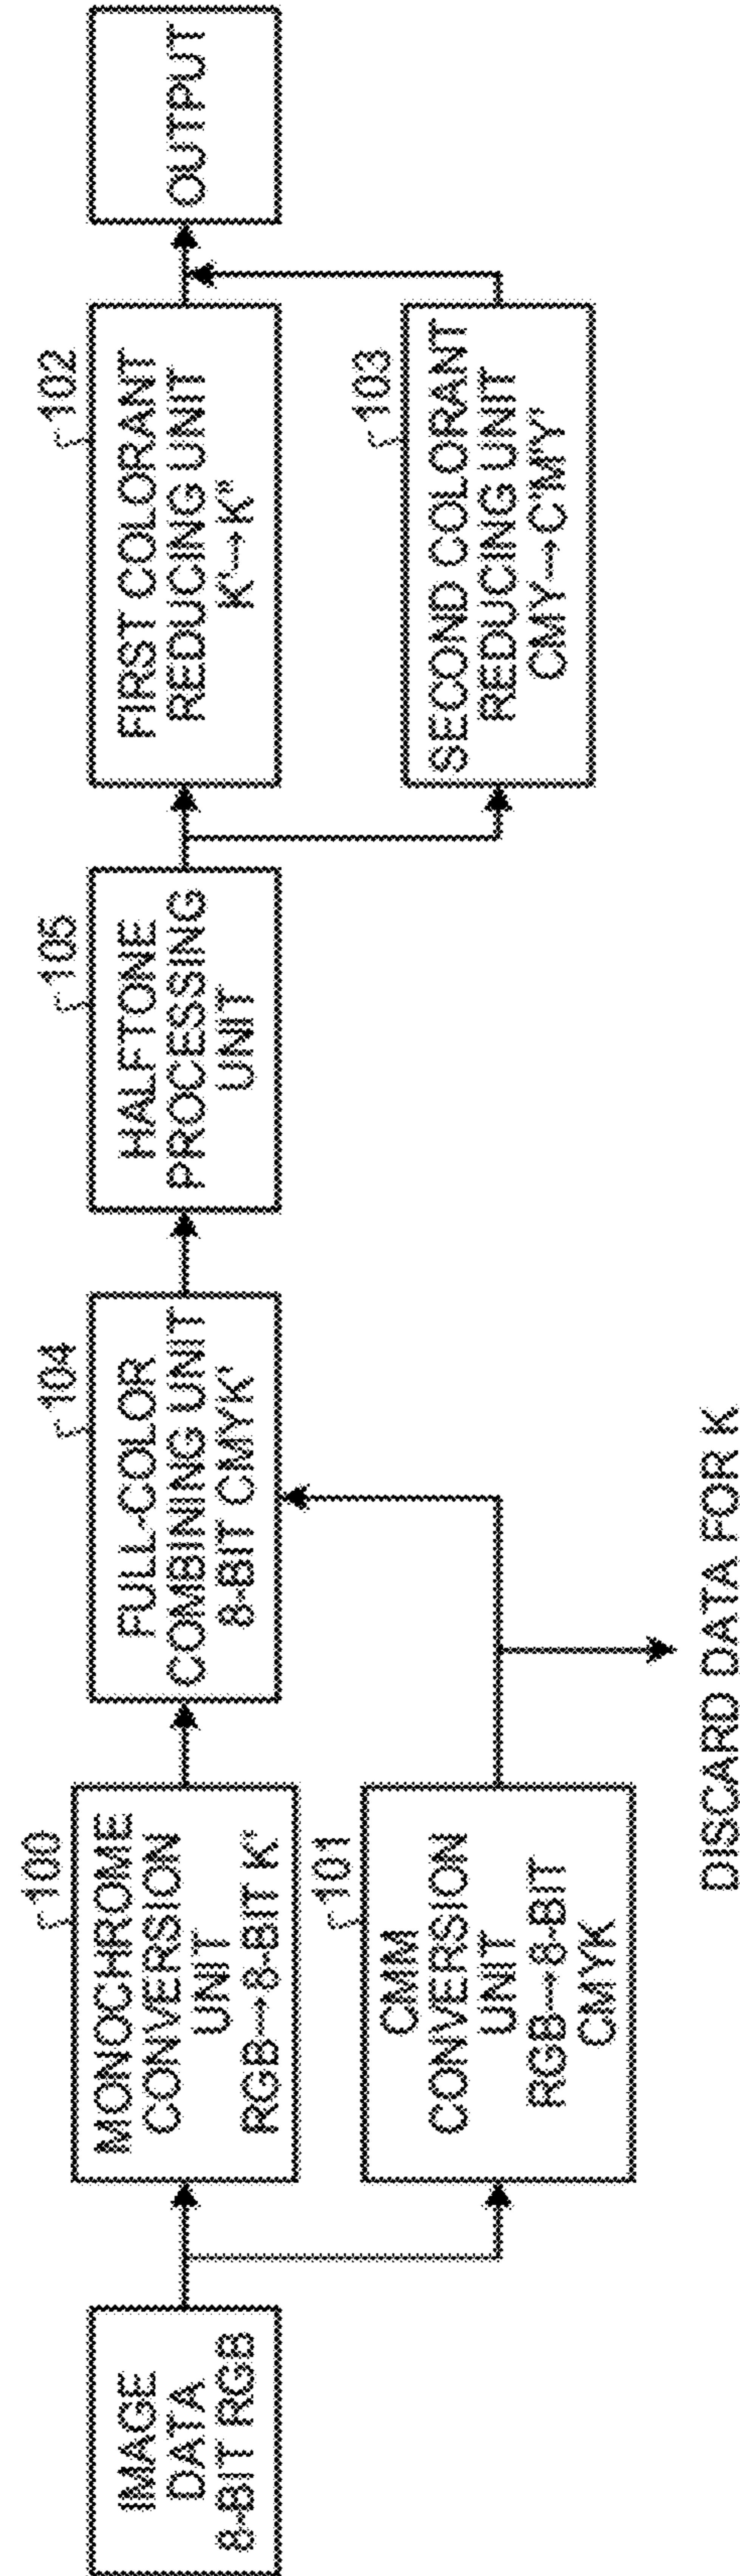 IMAGE
DATA
8-BIT RGB
100
MONOCHROME
CONVERSION
UNIT
RGB→8-BIT K'
101
CMM
CONVERSION
UNIT
RGB→8-BIT
CMYK
DISCARD DATA FOR K
104
FULL-COLOR
COMBINING UNIT
8-BIT CMYK'
105
HALFTONE
PROCESSING
UNIT
102
FIRST COLORANT
REDUCING UNIT
K'→K"
103
SECOND COLORANT
REDUCING UNIT
CMY→C"M"Y"
OUTPUT